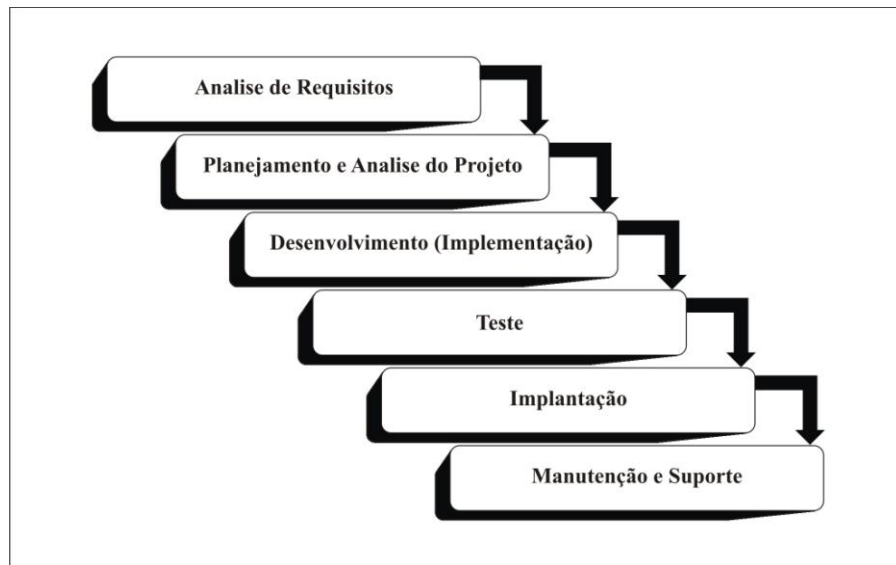 Analise de Requisitos
Planejamento e Analise do Projeto
Desenvolvimento (Implementação)
Teste
Implantação
Manutenção e Suporte